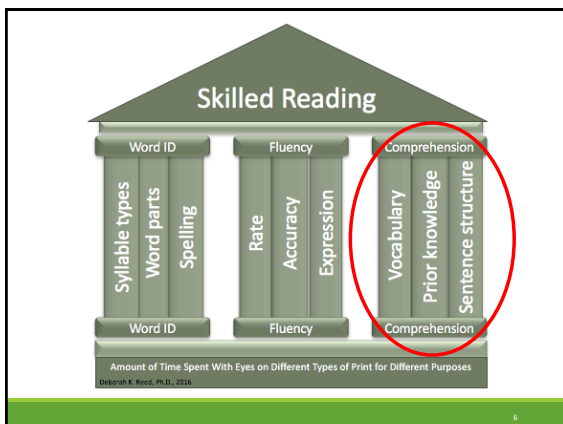 Skilled Reading
Word ID
Fluency
Comprehension
Syllable types
Word parts
Spelling
Rate
Accuracy
Expression
Vocabulary
Prior knowledge
Sentence structure
Word ID
Fluency
Comprehension
Amount of Time Spent With Eyes on Different Types of Print for Different Purposes
Deborah K. Reed, Ph.D., 2016
6